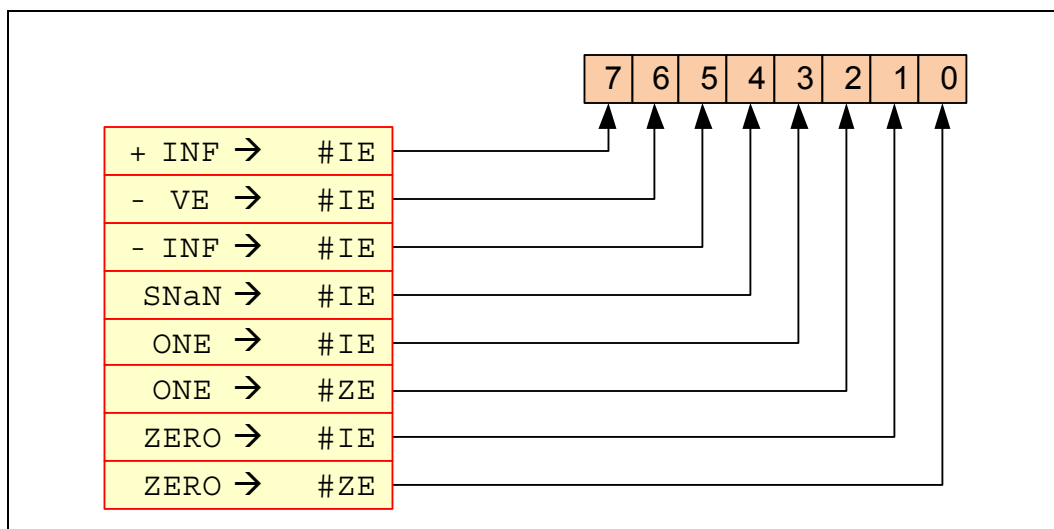 7 6 5 4 3 2 1 0
+ INF → #IE
- VE → #IE
- INF → #IE
SNaN → #IE
ONE → #IE
ONE → #ZE
ZERO → #IE
ZERO → #ZE